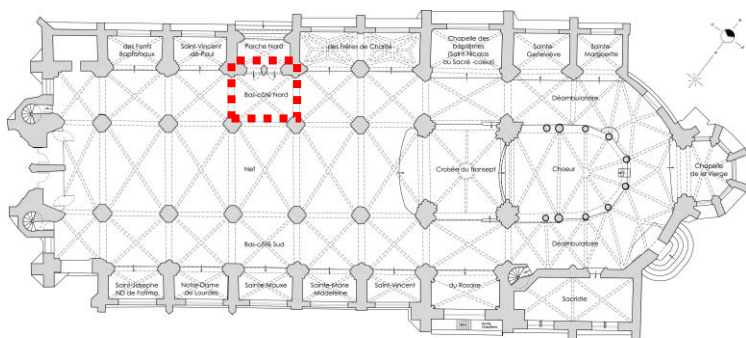 des Fonts
Baptismaux
Saint-Vincent
de-Paul
Porche Nord
des Frères de Charité
Chapelle des
baptêmes
(Saint-Nicolas
ou Sacré-coeur)
Sainte-
Geneviève
Sainte-
Marguerite
Bas-côté Nord
Déambulatoire
Nef
Croisée du transept
Choeur
Chapelle
de la Vierge
Bas-côté Sud
Déambulatoire
Saint-Josephe
ND de Fatima
Notre-Dame
de Lourdes
Sainte-Mauxe
Sainte-Marie
Madeleine
Saint-Vincent
du Rosaire
Sacristie